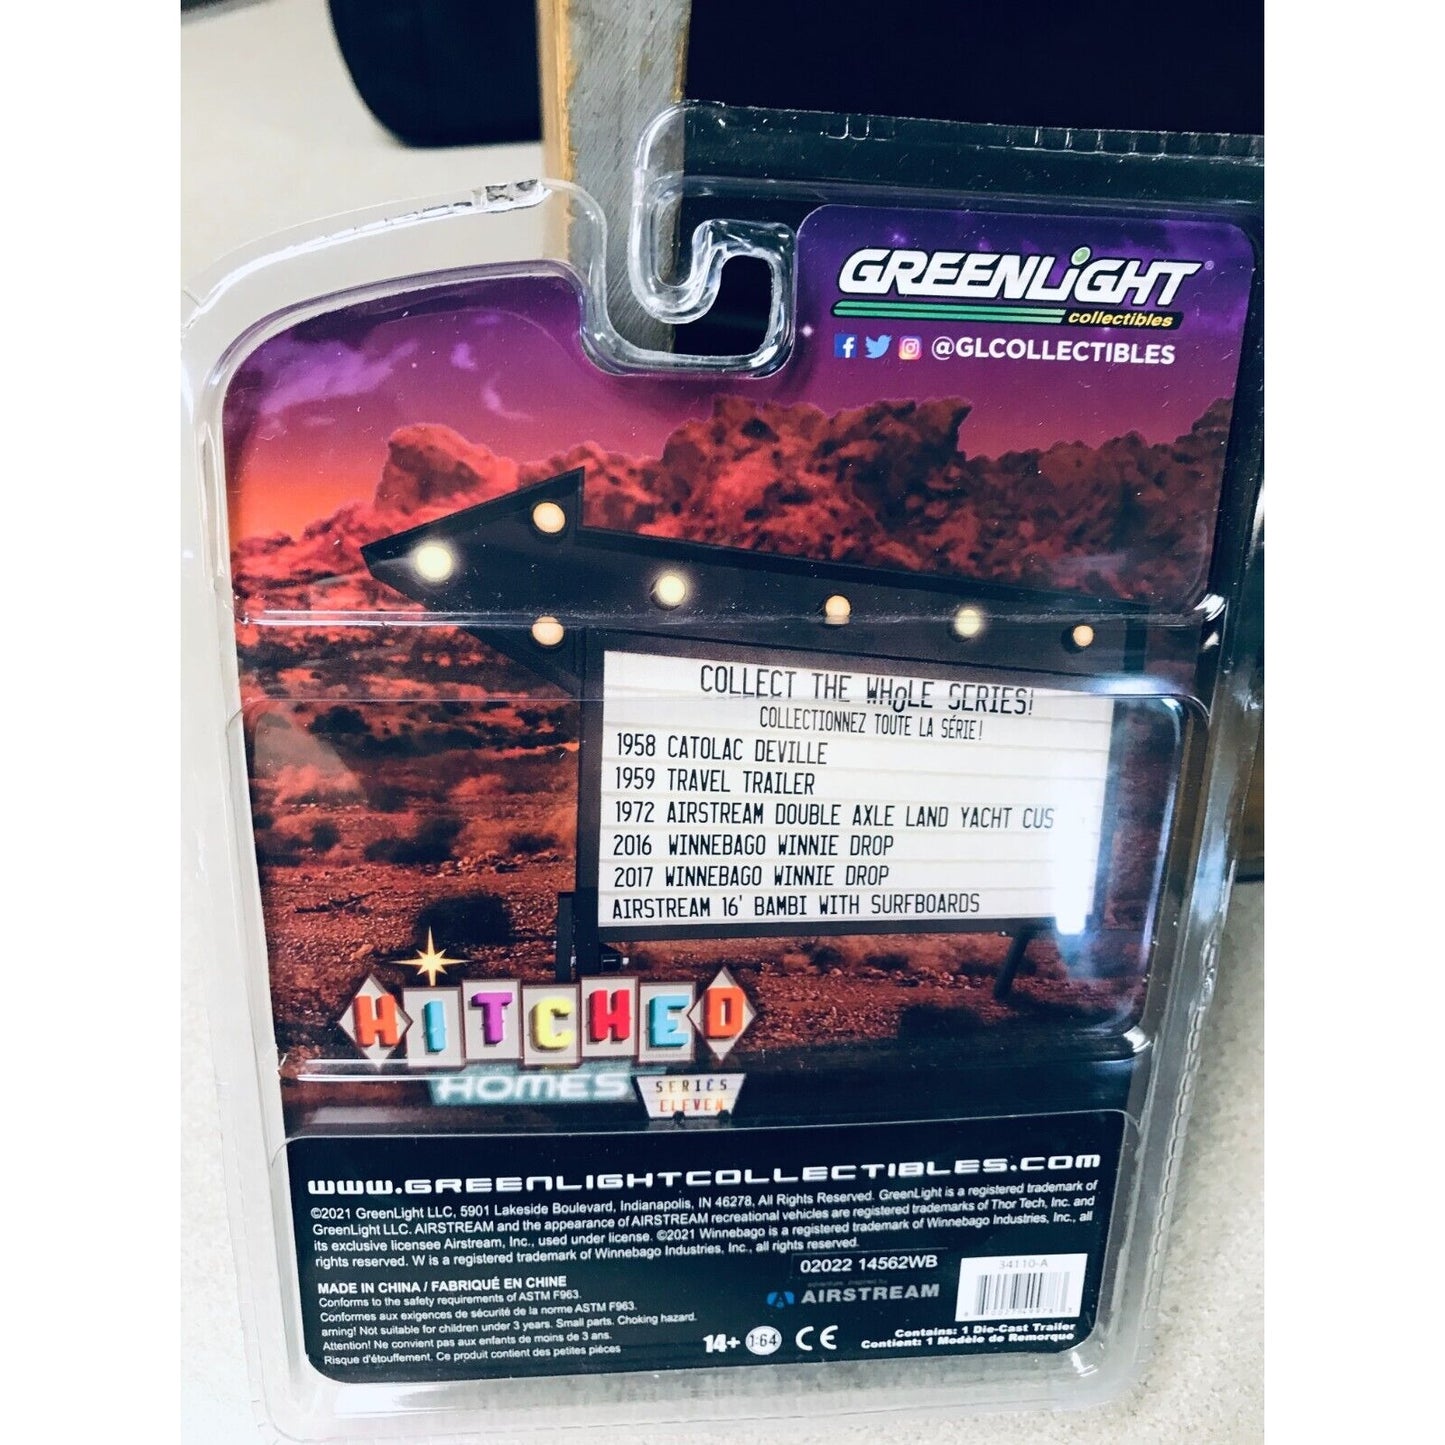 GREENLiGHT®
collectibles
@GLCOLLECTIBLES
COLLECT THE WHoLE SERIES!
COLLECTIONNEZ TOUTE LA SÉRIE!
1958 CATOLAC DEVILLE
1959 TRAVEL TRAILER
1972 AIRSTREAM DOUBLE AXLE LAND YACHT CUS
2016 WINNEBAGO WINNIE DROP
2017 WINNEBAGO WINNIE DROP
AIRSTREAM 16' BAMBI WITH SURFBOARDS
HITCHED
HOMES
SERIES
ELEVEN
WWW.GREENLIGHTCOLLECTIBLES.COM
©2021 GreenLight LLC, 5901 Lakeside Boulevard, Indianapolis, IN 46278, All Rights Reserved. GreenLight is a registered trademark of
GreenLight LLC. AIRSTREAM and the appearance of AIRSTREAM recreational vehicles are registered trademarks of Thor Tech, Inc. and
its exclusive licensee Airstream, Inc., used under license. ©2021 Winnebago is a registered trademark of Winnebago Industries, Inc., all
rights reserved. W is a registered trademark of Winnebago Industries, Inc., all rights reserved.
02022 14562WB
34110-A
MADE IN CHINA / FABRIQUÉ EN CHINE
Conforms to the safety requirements of ASTM F963.
Conformes aux exigences de sécurité de la norme ASTM F963.
arning! Not suitable for children under 3 years. Small parts. Choking hazard.
Attention! Ne convient pas aux enfants de moins de 3 ans.
Risque d'étouffement. Ce produit contient des petites pièces
AIRSTREAM
14+ 1:64 CE
Contains: 1 Die-Cast Trailer
Contient: 1 Modèle de Remorque